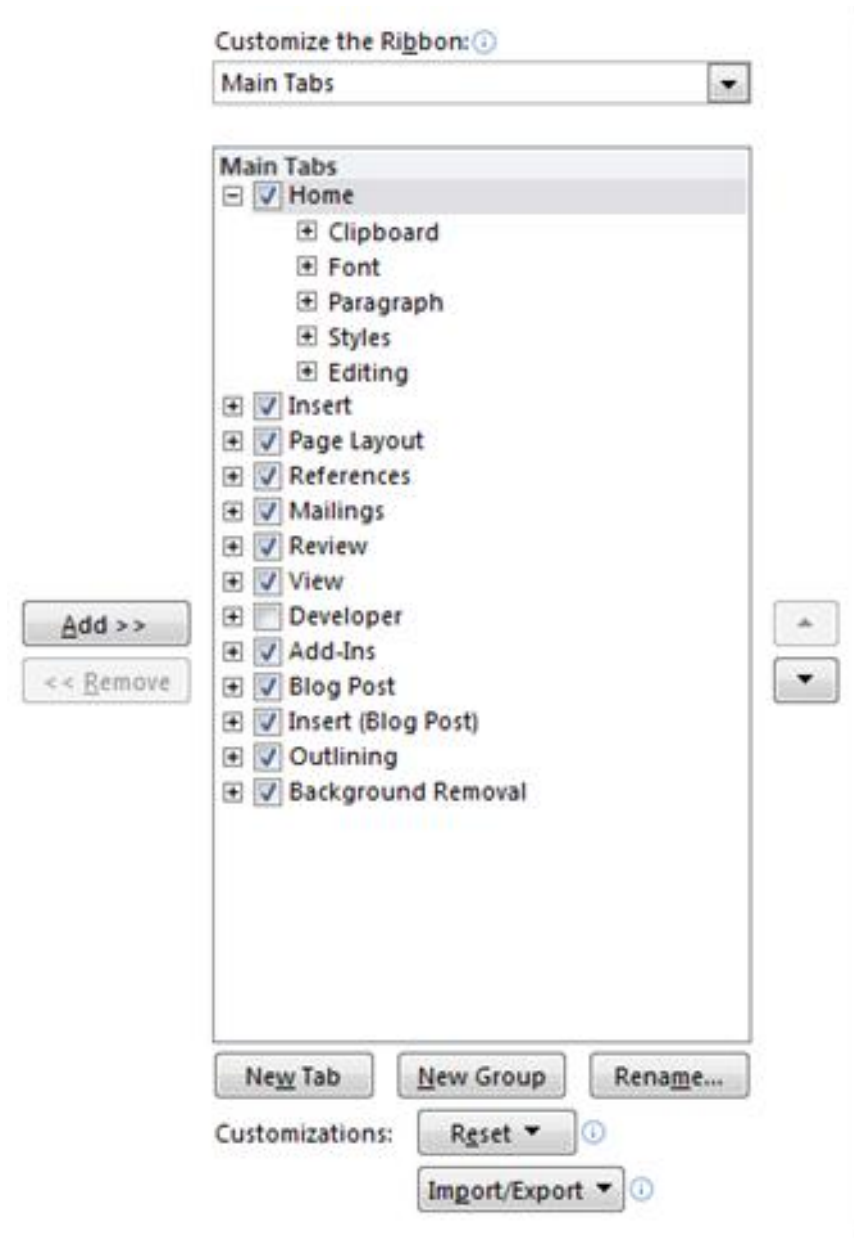 Customize the Ribbon:
Main Tabs
Main Tabs
Home
Clipboard
Font
Paragraph
Styles
Editing
Insert
Page Layout
References
Mailings
Review
View
Developer
Add-Ins
Blog Post
Insert (Blog Post)
Outlining
Background Removal
Add >>
<< Remove
New Tab
New Group
Rename...
Customizations:
Reset
Import/Export